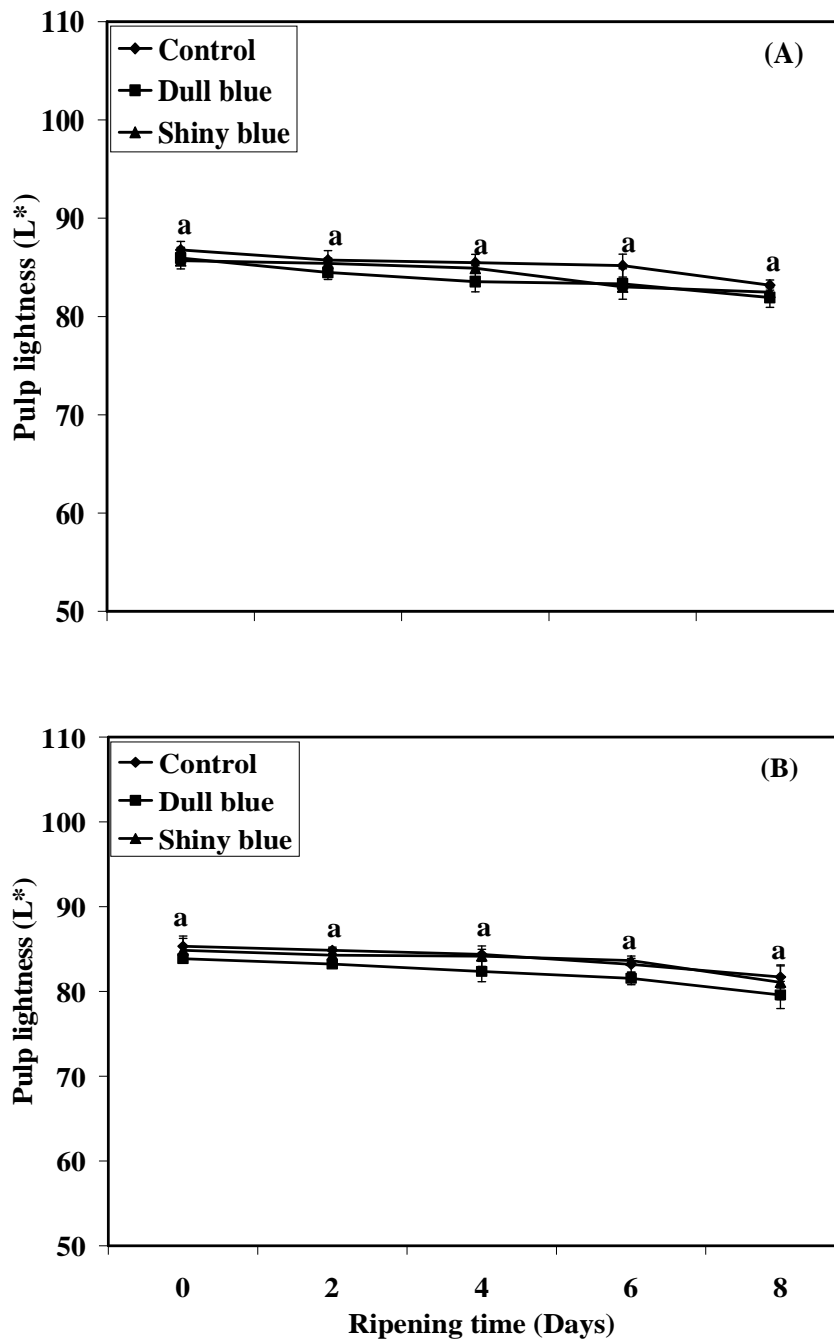 110
100
90
80
70
60
50
Pulp lightness (L*)
Control
Dull blue
Shiny blue
(A)
a a a a a
110
100
90
80
70
60
50
Pulp lightness (L*)
Control
Dull blue
Shiny blue
(B)
a a a a a
0 2 4 6 8
Ripening time (Days)